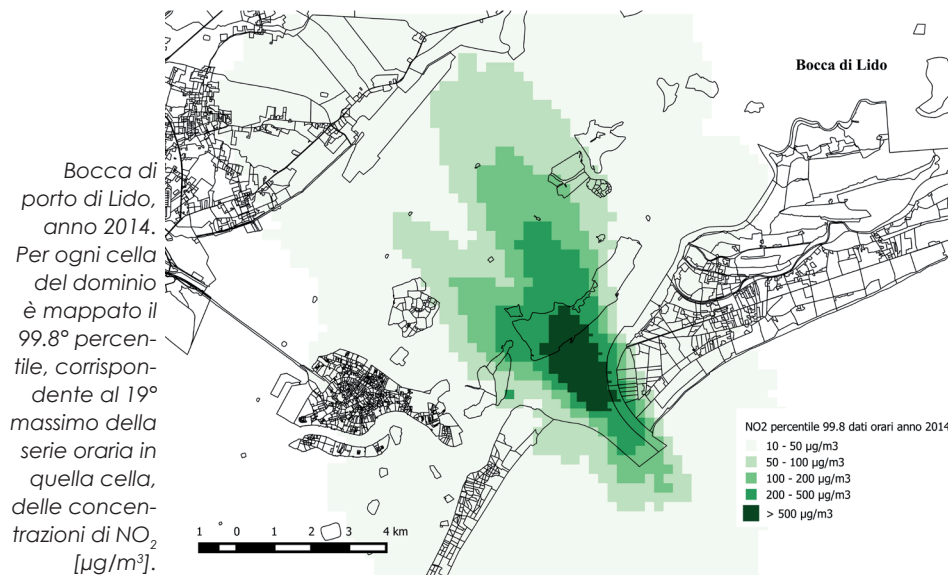 Bocca di
porto di Lido,
anno 2014.
Per ogni cella
del dominio
è mappato il
99.8° percen-
tile, corrispon-
dente al 19°
massimo della
serie oraria in
quella cella,
delle concen-
trazioni di NO2
[µg/m³].
Bocca di Lido
NO2 percentile 99.8 dati orari anno 2014
10 - 50 µg/m3
50 - 100 µg/m3
100 - 200 µg/m3
200 - 500 µg/m3
> 500 µg/m3
1 0 1 2 3 4 km